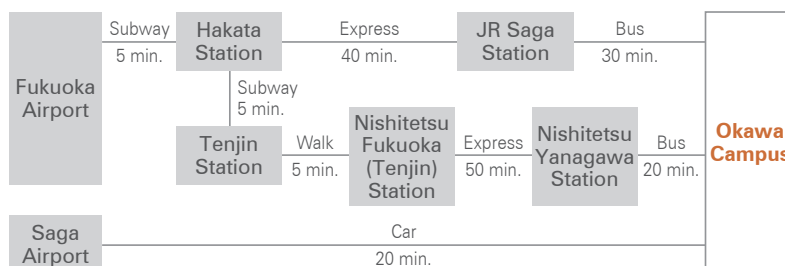 Subway
5 min.
Hakata
Station
Express
40 min.
JR Saga
Station
Bus
30 min.
Fukuoka
Airport
Subway
5 min.
Tenjin
Station
Walk
5 min.
Nishitetsu
Fukuoka
(Tenjin)
Station
Express
50 min.
Nishitetsu
Yanagawa
Station
Bus
20 min.
Okawa
Campus
Saga
Airport
Car
20 min.